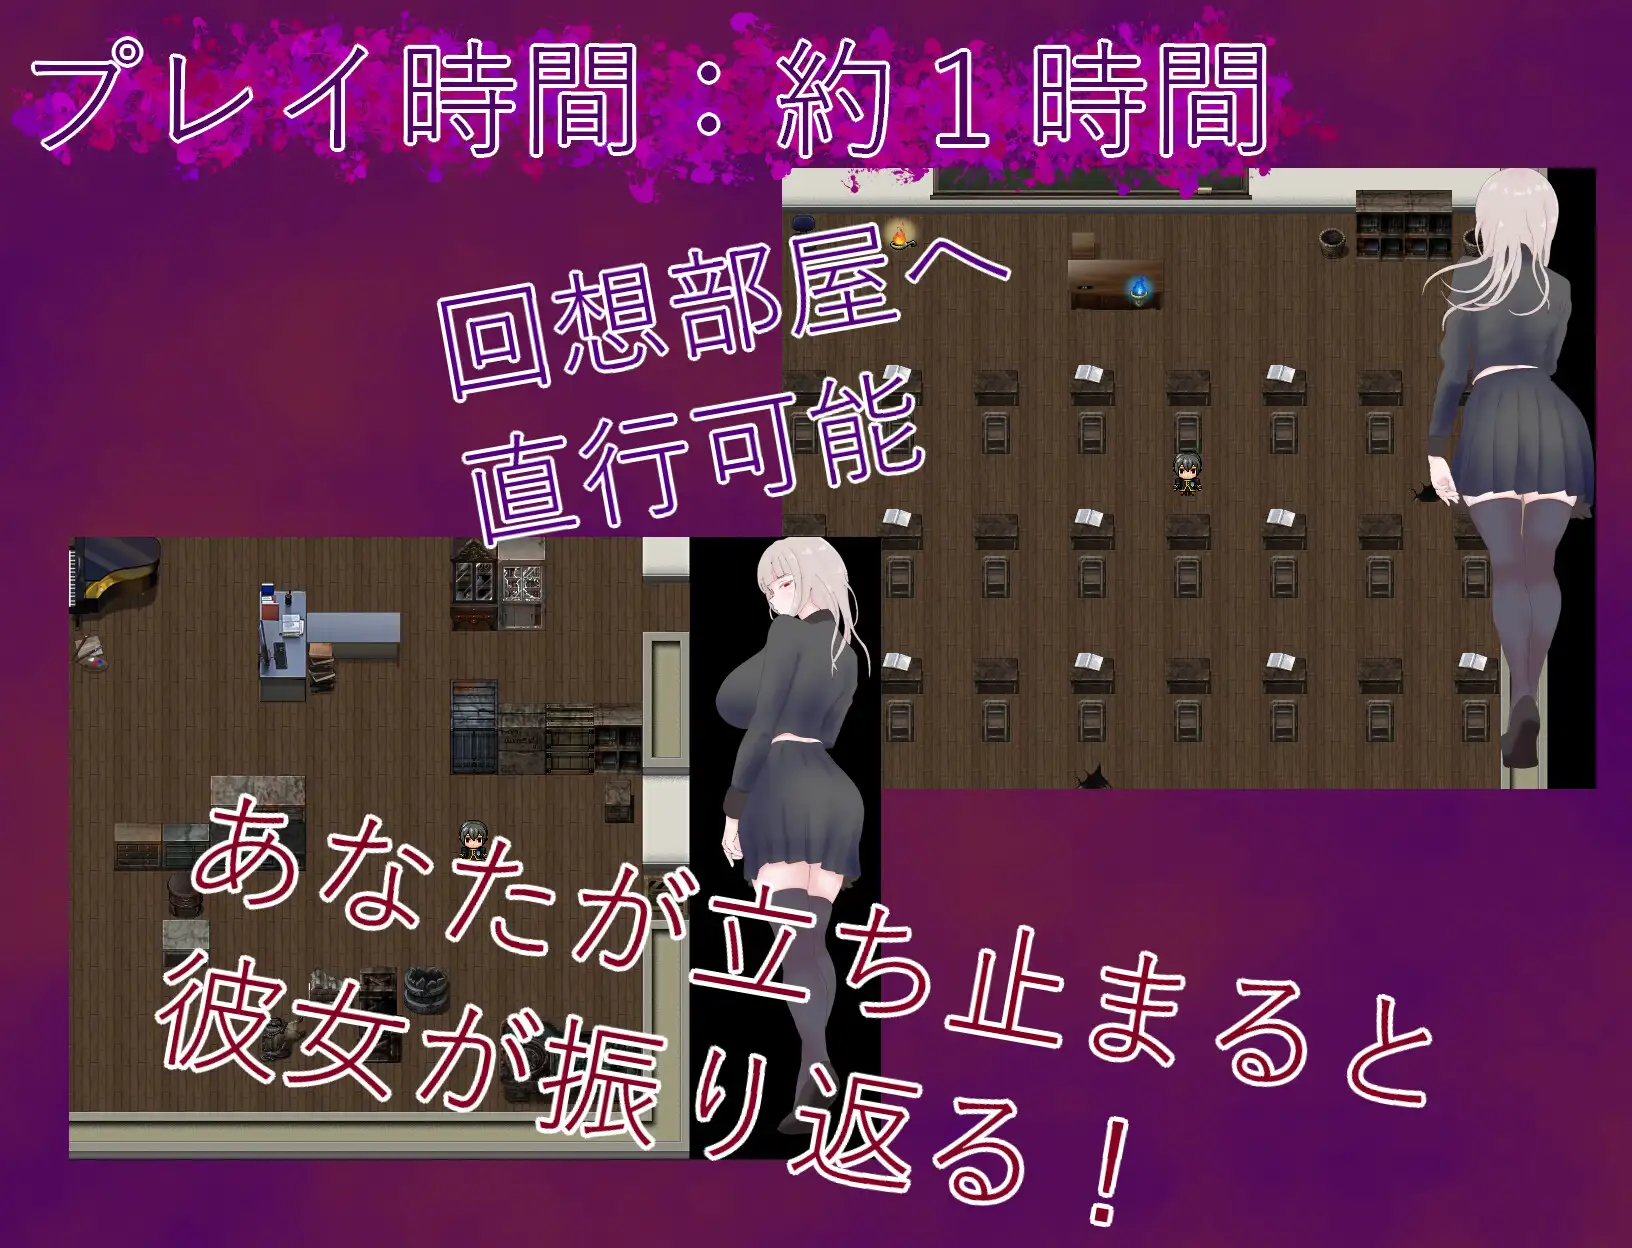 プレイ時間：約１時間
回想部屋へ
直行可能
あなたが立ち止まると
彼女が振り返る！